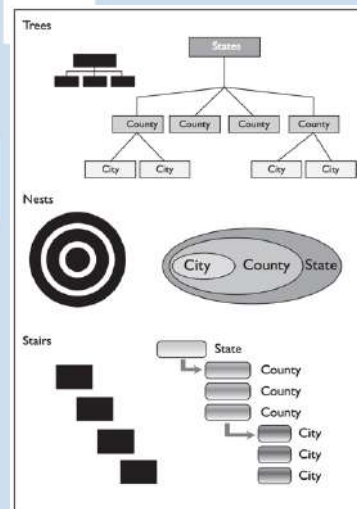 Trees
States
County County County County
City City City City
Nests
City County State
Stairs
State
County
County
County
City
City
City